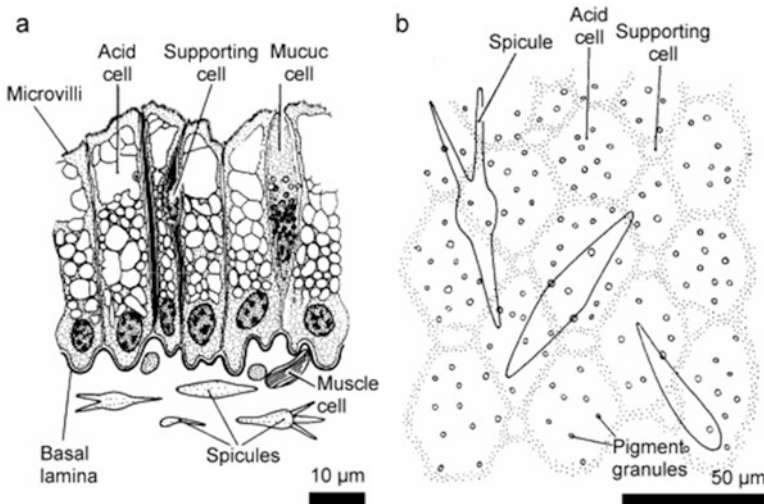 a
Acid
cell
Supporting
cell
Mucuc
cell
Microvilli
Muscle
cell
Spicules
Basal
lamina
10 µm
b
Spicule
Acid
cell
Supporting
cell
Pigment
granules
50 µm